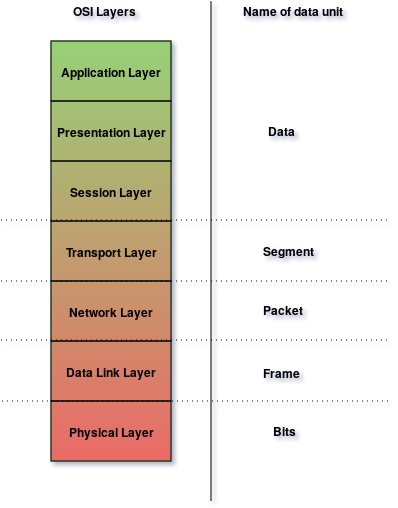 OSI Layers
Name of data unit
Application Layer
Presentation Layer
Data
Session Layer
Transport Layer
Segment
Network Layer
Packet
Data Link Layer
Frame
Physical Layer
Bits